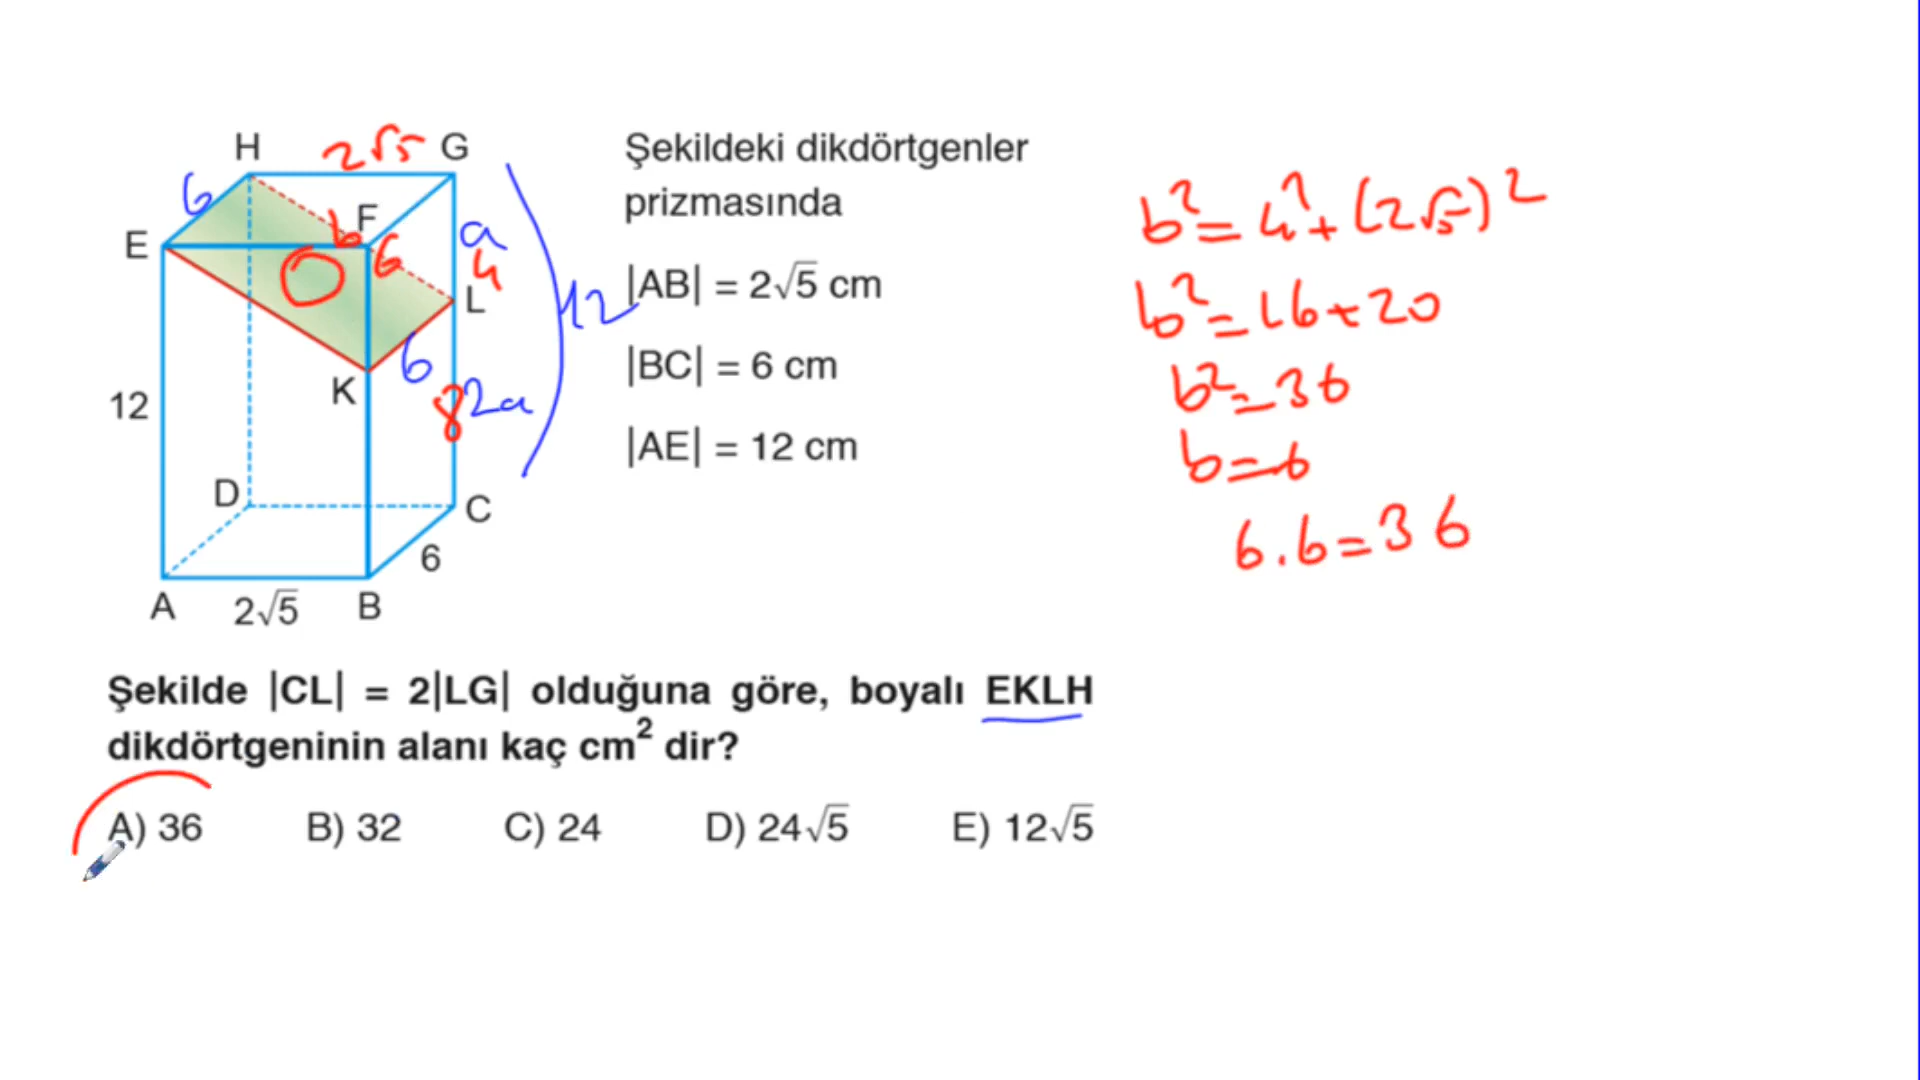 H 2√5 G
6
F
E b 6 a
4
L
12
6
K
8 2a
12
D
C
6
A 2√5 B
Şekildeki dikdörtgenler
prizmasında
|AB| = 2√5 cm
|BC| = 6 cm
|AE| = 12 cm
b² = 4² + (2√5)²
b² = 16 + 20
b² = 36
b = 6
6.6 = 36
Şekilde |CL| = 2|LG| olduğuna göre, boyalı EKLH
dikdörtgeninin alanı kaç cm² dir?
A) 36 B) 32 C) 24 D) 24√5 E) 12√5